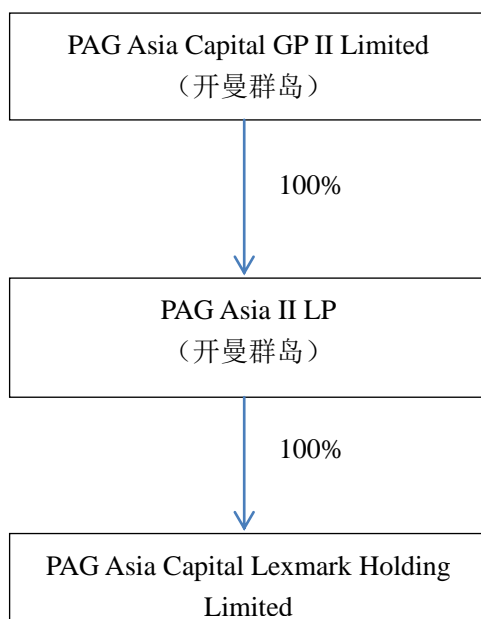 PAG Asia Capital GP II Limited
（开曼群岛）
100%
PAG Asia II LP
（开曼群岛）
100%
PAG Asia Capital Lexmark Holding
Limited